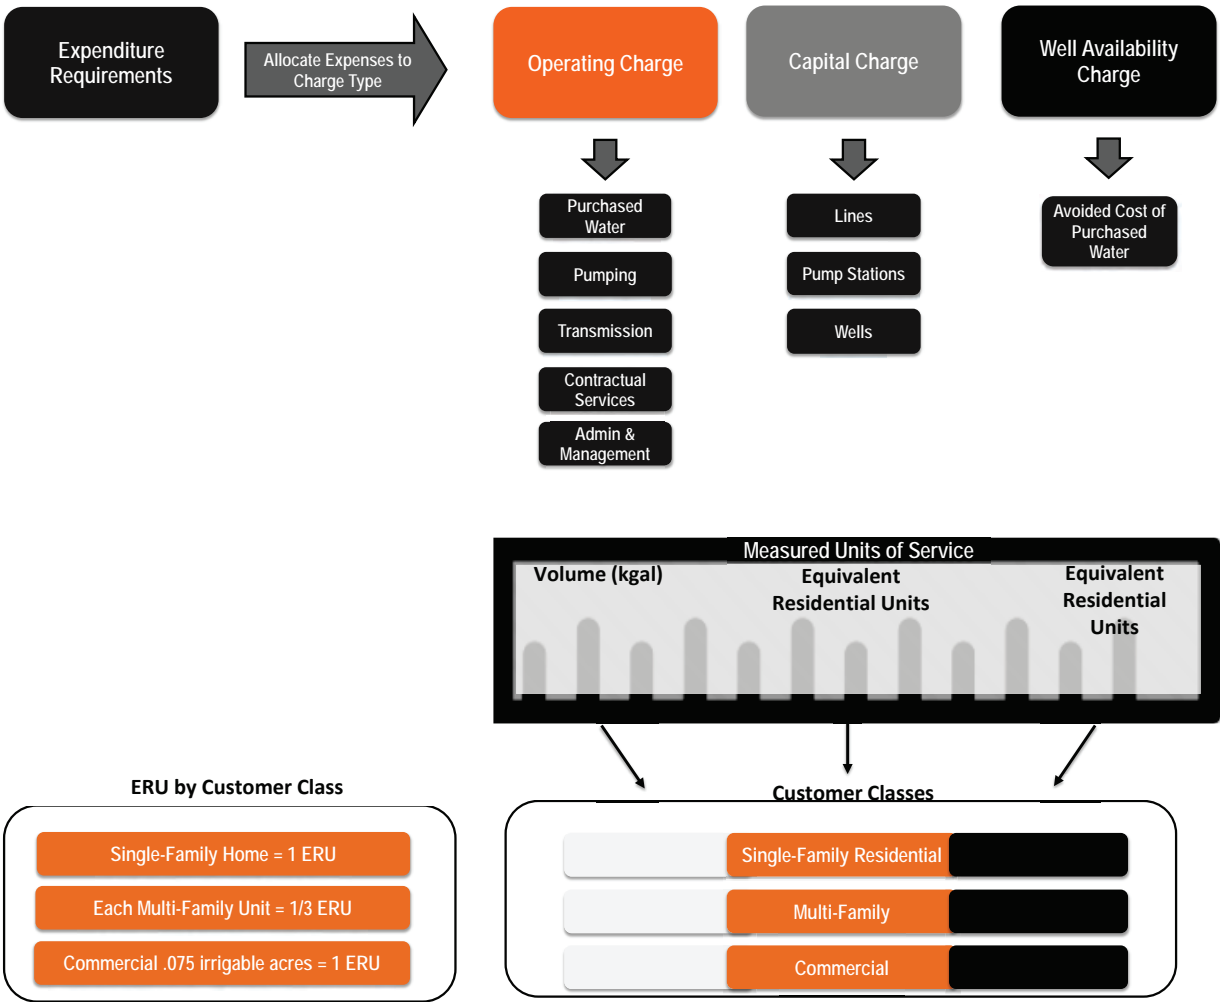 Expenditure
Requirements
Allocate Expenses to
Charge Type
Operating Charge
Capital Charge
Well Availability
Charge
Purchased
Water
Pumping
Transmission
Contractual
Services
Admin &
Management
Lines
Pump Stations
Wells
Avoided Cost of
Purchased
Water
Measured Units of Service
Volume (kgal)
Equivalent
Residential Units
Equivalent
Residential
Units
ERU by Customer Class
Single-Family Home = 1 ERU
Each Multi-Family Unit = 1/3 ERU
Commercial .075 irrigable acres = 1 ERU
Customer Classes
Single-Family Residential
Multi-Family
Commercial